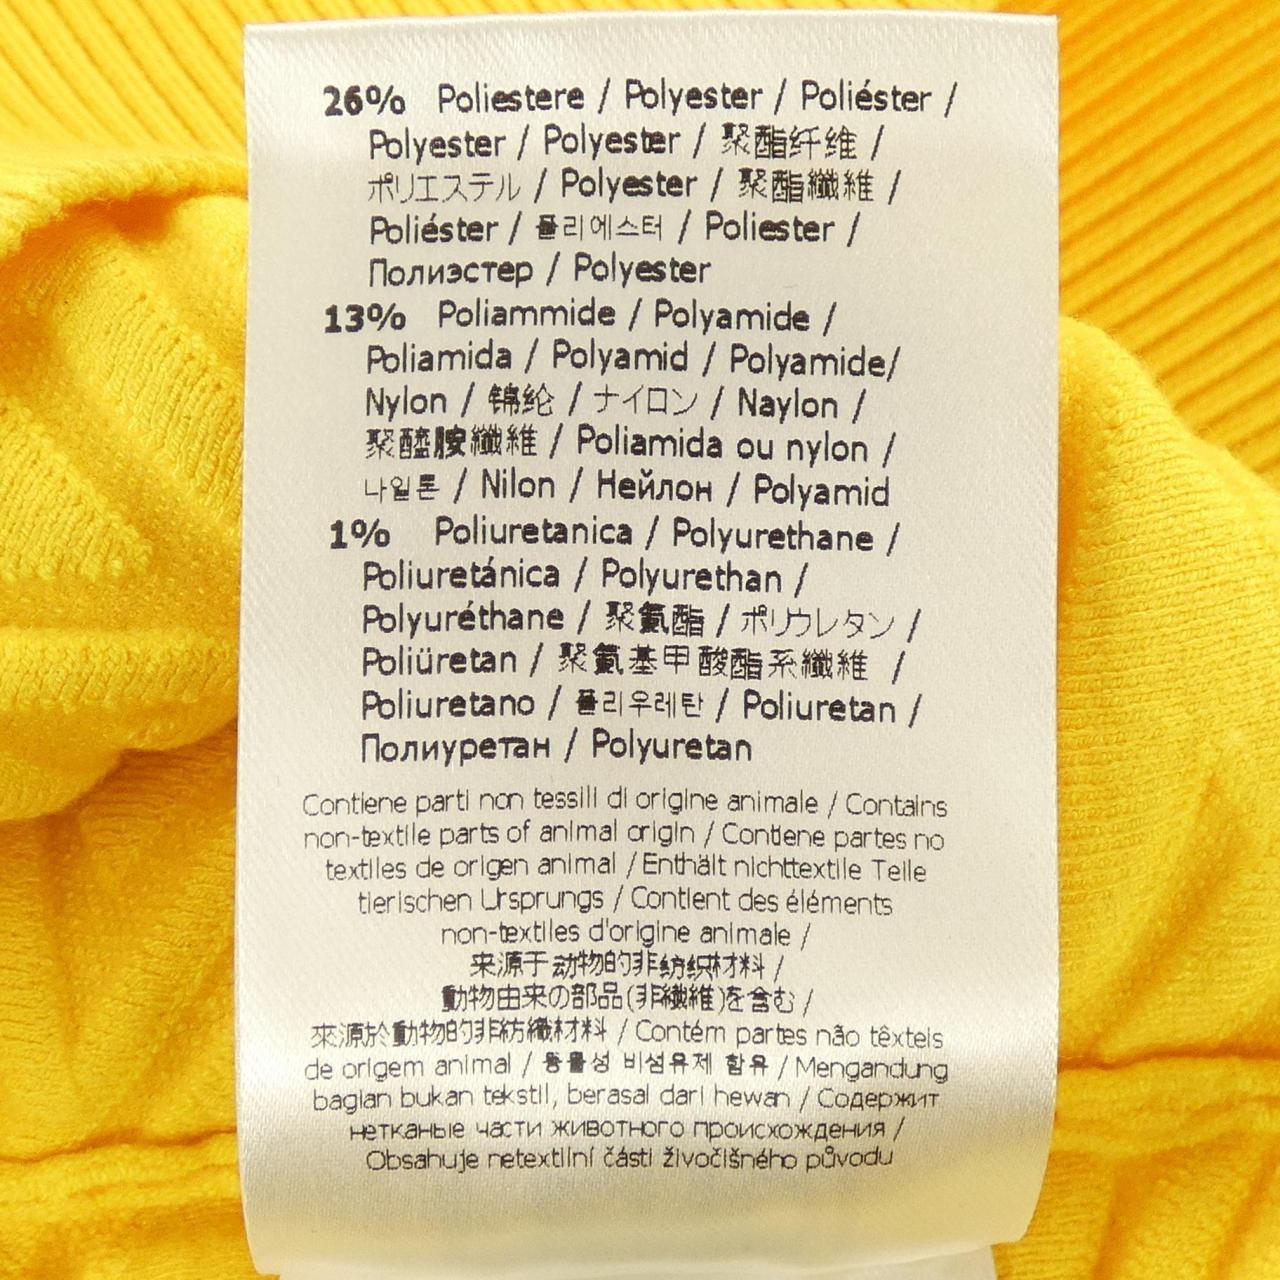 26% Poliestere / Polyester / Poliéster /
Polyester / Polyester / 聚酯纤维 /
ポリエステル / Polyester / 聚酯纖維 /
Poliéster / 폴리에스터 / Poliester /
Полиэстер / Polyester
13% Poliammide / Polyamide /
Poliamida / Polyamid / Polyamide/
Nylon / 锦纶 / ナイロン / Naylon /
聚醯胺纖維 / Poliamida ou nylon /
나일론 / Nilon / Нейлон / Polyamid
1% Poliuretanica / Polyurethane /
Poliuretánica / Polyurethan /
Polyuréthane / 聚氨酯 / ポリウレタン /
Poliüretan / 聚氨基甲酸酯系纖維 /
Poliuretano / 폴리우레탄 / Poliuretan /
Полиуретан / Polyuretan
Contiene parti non tessili di origine animale / Contains
non-textile parts of animal origin / Contiene partes no
textiles de origen animal / Enthält nichttextile Teile
tierischen Ursprungs / Contient des éléments
non-textiles d'origine animale /
来源于动物的非纺织材料 /
動物由来の部品(非繊維)を含む /
來源於動物的非紡織材料 / Contém partes não têxteis
de origem animal / 동물성 비섬유제 함유 / Mengandung
bagian bukan tekstil, berasal dari hewan / Содержит
нетканые части животного происхождения /
Obsahuje netextilní části živočišného původu